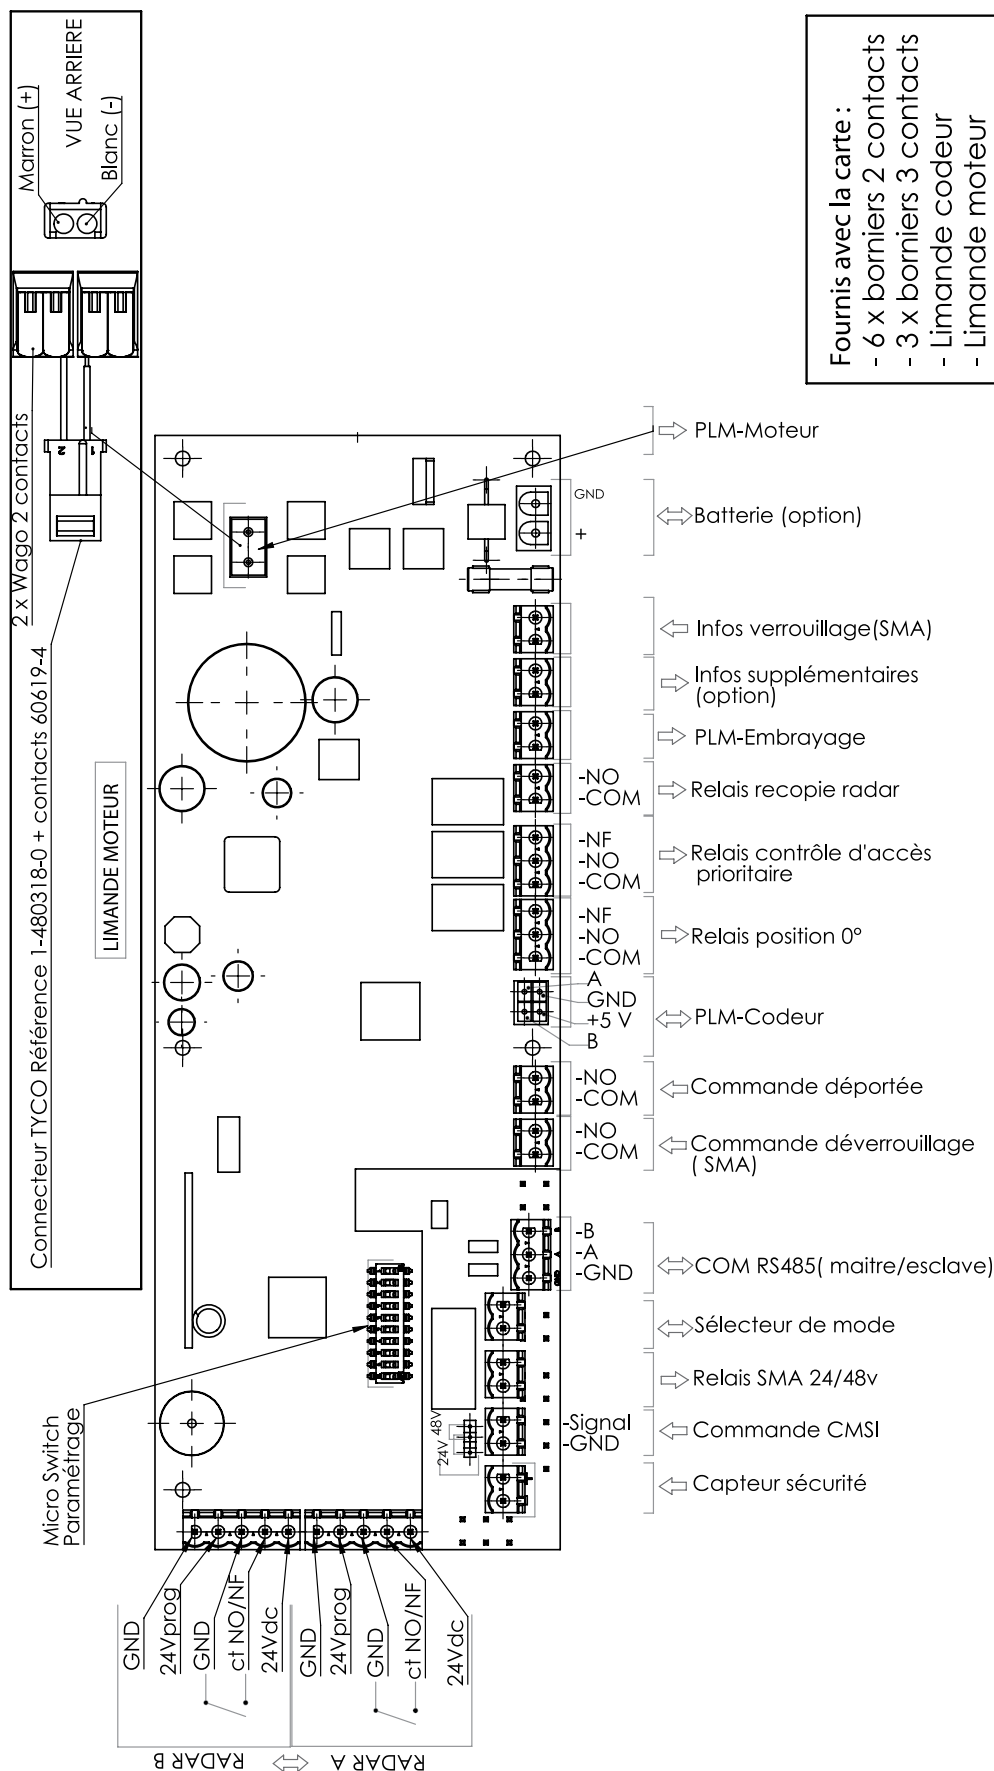 Marron (+)
VUE ARRIERE
Blanc (-)
2 x Wago 2 contacts
2
1
Connecteur TYCO Référence 1-480318-0 + contacts 60619-4
LIMANDE MOTEUR
Fournis avec la carte :
- 6 x borniers 2 contacts
- 3 x borniers 3 contacts
- Limande codeur
- Limande moteur
PLM-Moteur
GND
+
Batterie (option)
Infos verrouillage(SMA)
Infos supplémentaires
(option)
PLM-Embrayage
-NO
-COM
Relais recopie radar
-NF
-NO
-COM
Relais contrôle d'accès
prioritaire
-NF
-NO
-COM
Relais position 0°
A
GND
+5 V
B
PLM-Codeur
-NO
-COM
Commande déportée
-NO
-COM
Commande déverrouillage
( SMA)
B
A
GND
-B
-A
-GND
COM RS485( maitre/esclave)
Sélecteur de mode
Relais SMA 24/48v
24V 48V
-Signal
-GND
Commande CMSI
Capteur sécurité
Micro Switch
Paramétrage
GND
24Vprog
GND
ct NO/NF
24Vdc
GND
24Vprog
GND
ct NO/NF
24Vdc
RADAR B
RADAR A